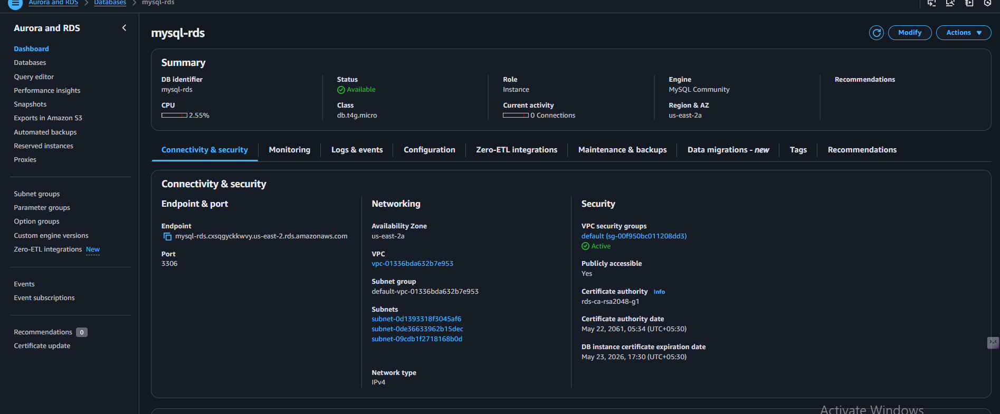 Aurora and RDS > Databases > mysql-rds
Aurora and RDS
Dashboard
Databases
Query editor
Performance insights
Snapshots
Exports in Amazon S3
Automated backups
Reserved instances
Proxies
Subnet groups
Parameter groups
Option groups
Custom engine versions
Zero-ETL integrations New
Events
Event subscriptions
Recommendations 0
Certificate update
mysql-rds
Modify
Actions
Summary
DB identifier
mysql-rds
CPU
2.55%
Status
Available
Class
db.t4g.micro
Role
Instance
Current activity
0 Connections
Engine
MySQL Community
Region & AZ
us-east-2a
Recommendations
Connectivity & security
Monitoring
Logs & events
Configuration
Zero-ETL integrations
Maintenance & backups
Data migrations - new
Tags
Recommendations
Connectivity & security
Endpoint & port
Endpoint
mysql-rds.cxsqgyckkwvy.us-east-2.rds.amazonaws.com
Port
3306
Networking
Availability Zone
us-east-2a
VPC
vpc-01336bda632b7e953
Subnet group
default-vpc-01336bda632b7e953
Subnets
subnet-0d1393318f3045af6
subnet-0de36633962b15dec
subnet-09cdb1f2718168b0d
Network type
IPv4
Security
VPC security groups
default (sg-00f950bc011208dd3)
Active
Publicly accessible
Yes
Certificate authority Info
rds-ca-rsa2048-g1
Certificate authority date
May 22, 2061, 05:34 (UTC+05:30)
DB instance certificate expiration date
May 23, 2026, 17:30 (UTC+05:30)
Activate Windows